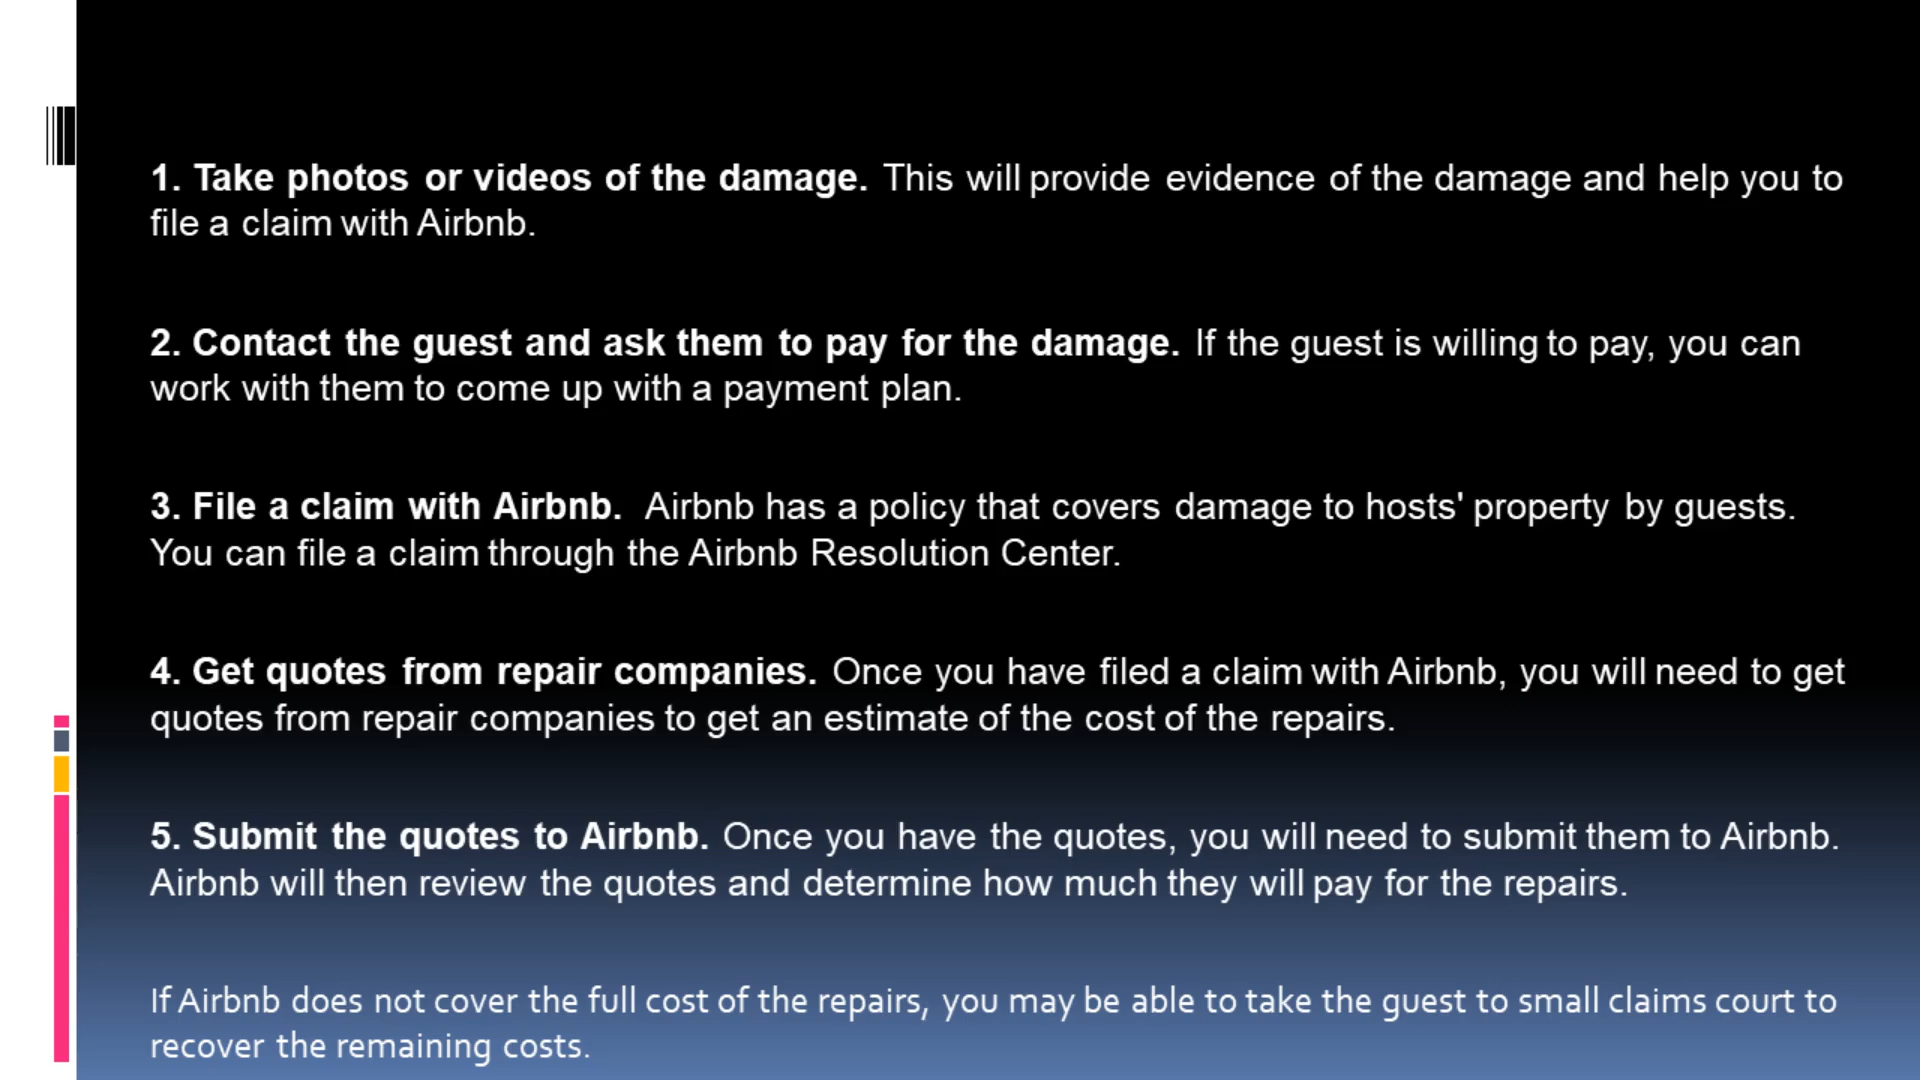 1. Take photos or videos of the damage. This will provide evidence of the damage and help you to
file a claim with Airbnb.
2. Contact the guest and ask them to pay for the damage. If the guest is willing to pay, you can
work with them to come up with a payment plan.
3. File a claim with Airbnb. Airbnb has a policy that covers damage to hosts' property by guests.
You can file a claim through the Airbnb Resolution Center.
4. Get quotes from repair companies. Once you have filed a claim with Airbnb, you will need to get
quotes from repair companies to get an estimate of the cost of the repairs.
5. Submit the quotes to Airbnb. Once you have the quotes, you will need to submit them to Airbnb.
Airbnb will then review the quotes and determine how much they will pay for the repairs.
If Airbnb does not cover the full cost of the repairs, you may be able to take the guest to small claims court to
recover the remaining costs.